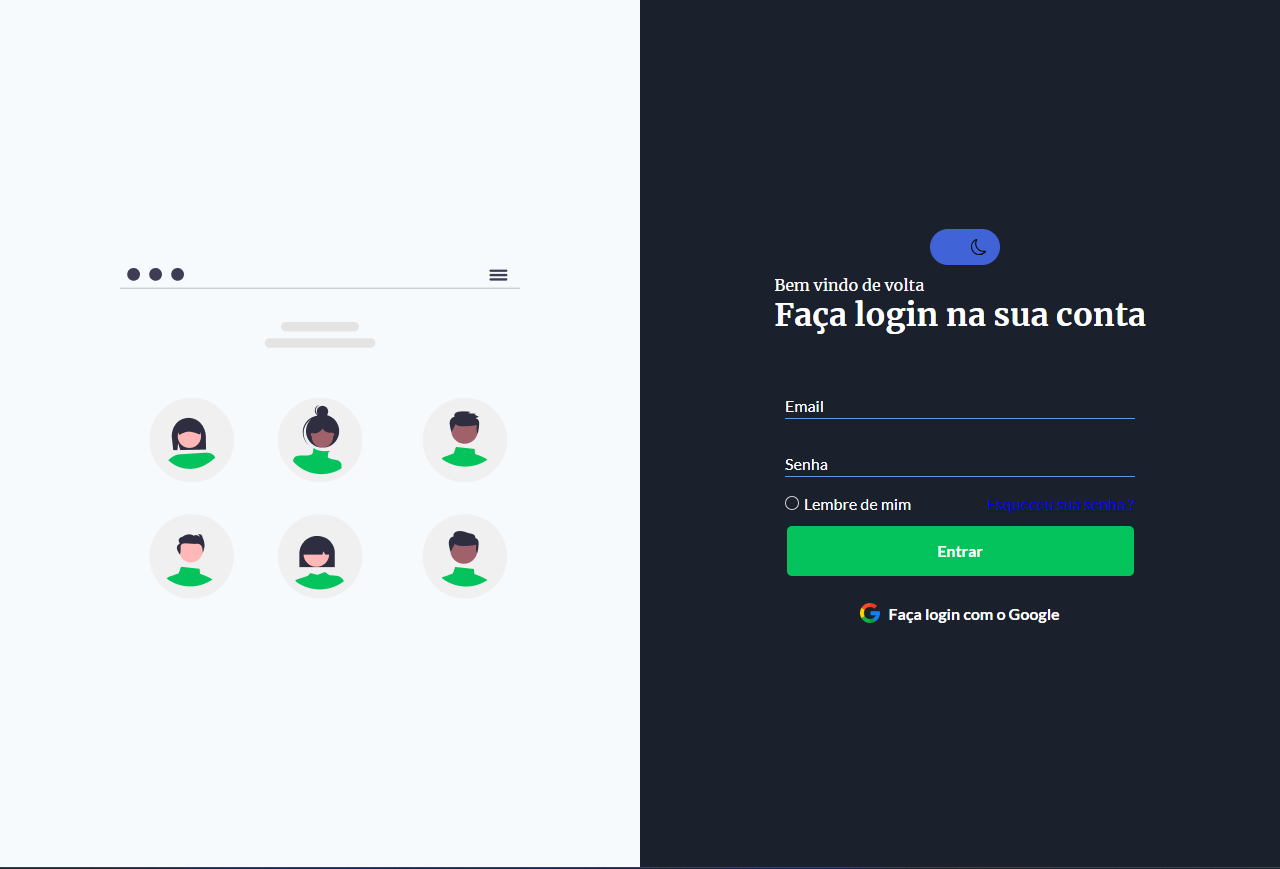 Bem vindo de volta
Faça login na sua conta
Email
Senha
Lembre de mim
Esqueceu sua senha?
Entrar
Faça login com o Google